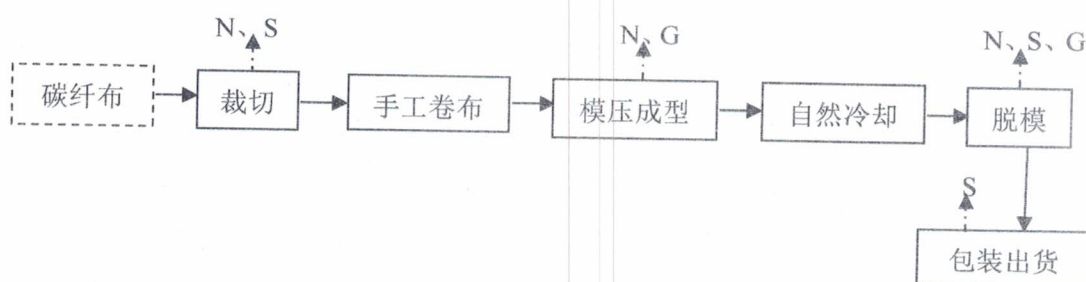 N、S
N、G
N、S、G
碳纤布
裁切
手工卷布
模压成型
自然冷却
脱模
S
包装出货